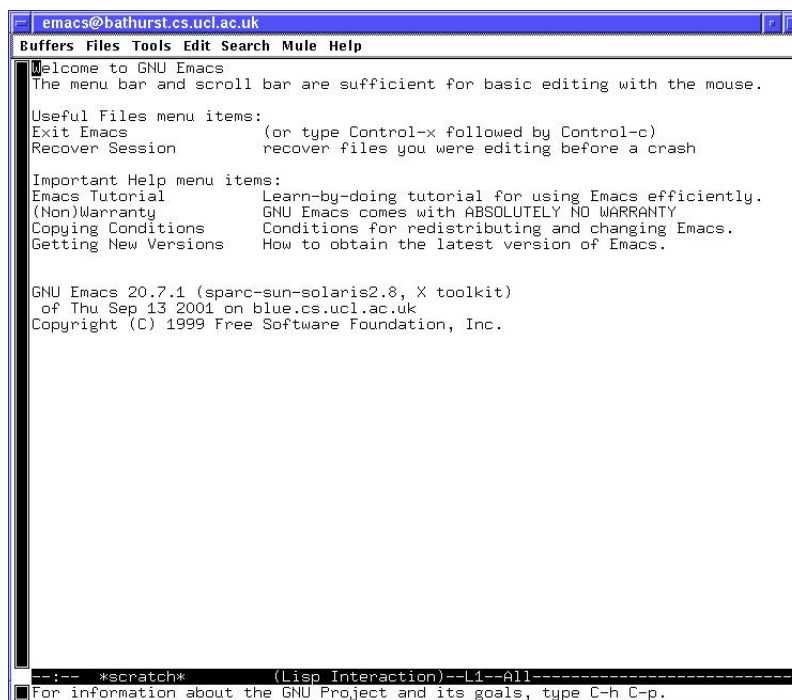 emacs@bathurst.cs.ucl.ac.uk
Buffers Files Tools Edit Search Mule Help
Welcome to GNU Emacs
The menu bar and scroll bar are sufficient for basic editing with the mouse.
Useful Files menu items:
Exit Emacs (or type Control-x followed by Control-c)
Recover Session recover files you were editing before a crash
Important Help menu items:
Emacs Tutorial Learn-by-doing tutorial for using Emacs efficiently.
(Non)Warranty GNU Emacs comes with ABSOLUTELY NO WARRANTY
Copying Conditions Conditions for redistributing and changing Emacs.
Getting New Versions How to obtain the latest version of Emacs.
GNU Emacs 20.7.1 (sparc-sun-solaris2.8, X toolkit)
of Thu Sep 13 2001 on blue.cs.ucl.ac.uk
Copyright (C) 1999 Free Software Foundation, Inc.
--:-- *scratch* (Lisp Interaction)--L1--All---------------------------
For information about the GNU Project and its goals, type C-h C-p.